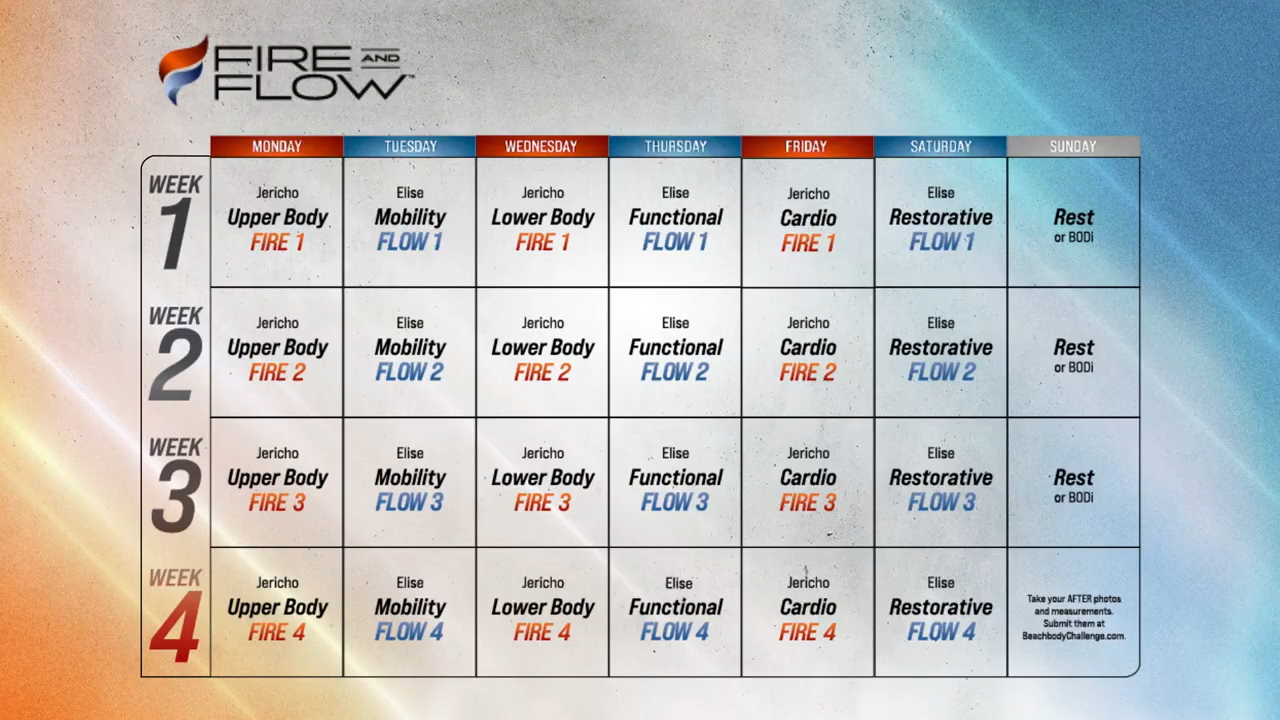 FIRE AND
FLOW™
MONDAY TUESDAY WEDNESDAY THURSDAY FRIDAY SATURDAY SUNDAY
WEEK
1
Jericho Elise Jericho Elise Jericho Elise
Upper Body Mobility Lower Body Functional Cardio Restorative Rest
FIRE 1 FLOW 1 FIRE 1 FLOW 1 FIRE 1 FLOW 1 or BODi
WEEK
2
Jericho Elise Jericho Elise Jericho Elise
Upper Body Mobility Lower Body Functional Cardio Restorative Rest
FIRE 2 FLOW 2 FIRE 2 FLOW 2 FIRE 2 FLOW 2 or BODi
WEEK
3
Jericho Elise Jericho Elise Jericho Elise
Upper Body Mobility Lower Body Functional Cardio Restorative Rest
FIRE 3 FLOW 3 FIRE 3 FLOW 3 FIRE 3 FLOW 3 or BODi
WEEK
4
Jericho Elise Jericho Elise Jericho Elise
Upper Body Mobility Lower Body Functional Cardio Restorative
FIRE 4 FLOW 4 FIRE 4 FLOW 4 FIRE 4 FLOW 4
Take your AFTER photos
and measurements.
Submit them at
BeachbodyChallenge.com.